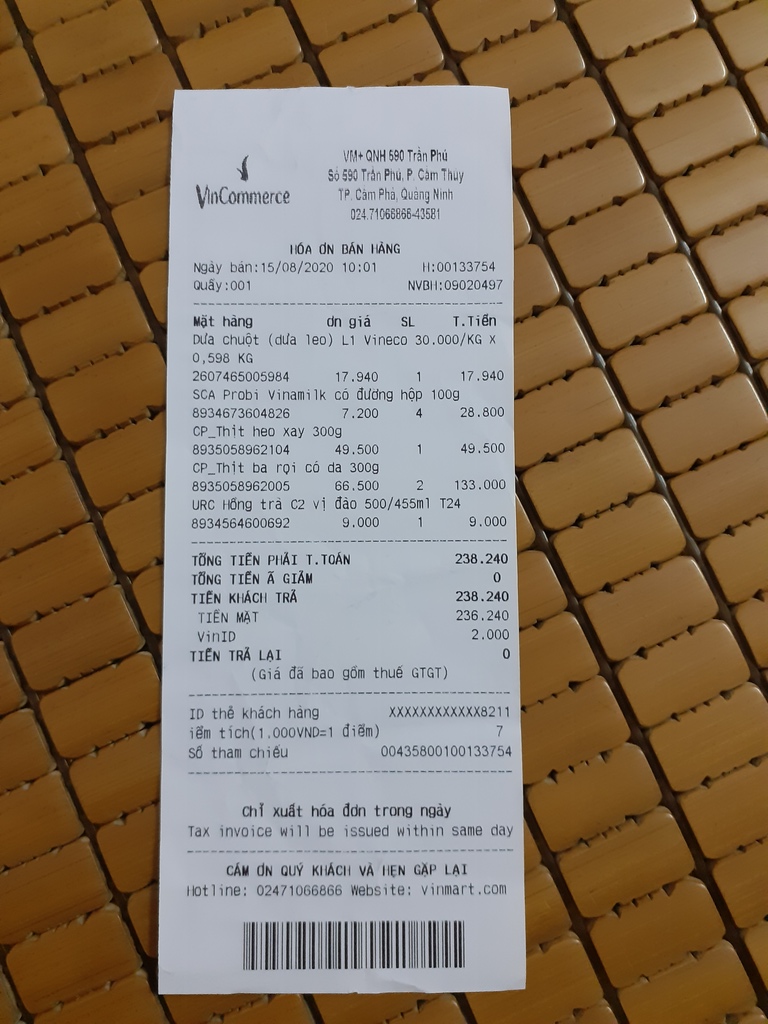 VinCommerce
VM+ QNH 590 Trần Phú
Số 590 Trần Phú, P. Cẩm Thủy
TP. Cẩm Phả, Quảng Ninh
024.71066866-43581
HÓA ƠN BÁN HÀNG
Ngày bán:15/08/2020 10:01 H:00133754
Quầy:001 NVBH:09020497
Mặt hàng ơn giá SL T.Tiền
Dưa chuột (dưa leo) L1 Vineco 30.000/KG X
0,598 KG
2607465005984 17.940 1 17.940
SCA Probi Vinamilk có đường hộp 100g
8934673604826 7.200 4 28.800
CP_Thịt heo xay 300g
8935058962104 49.500 1 49.500
CP_Thịt ba rọi có da 300g
8935058962005 66.500 2 133.000
URC Hồng trà C2 vị đào 500/455ml T24
8934564600692 9.000 1 9.000
TỔNG TIỀN PHẢI T.TOÁN 238.240
TỔNG TIỀN Ã GIẢM 0
TIỀN KHÁCH TRẢ 238.240
TIỀN MẶT 236.240
VinID 2.000
TIỀN TRẢ LẠI 0
(Giá đã bao gồm thuế GTGT)
ID thẻ khách hàng XXXXXXXXXXXX8211
iểm tích(1.000VND=1 điểm) 7
Số tham chiếu 00435800100133754
Chỉ xuất hóa đơn trong ngày
Tax invoice will be issued within same day
CẢM ƠN QUÝ KHÁCH VÀ HẸN GẶP LẠI
Hotline: 02471066866 Website: vinmart.com